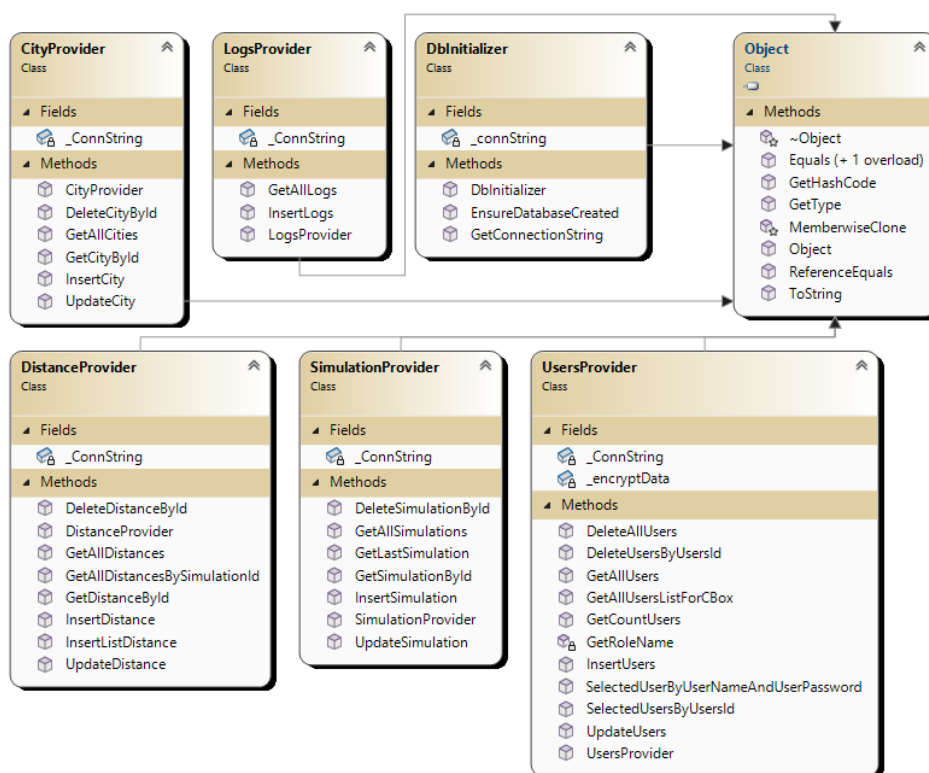 CityProvider
Class
Fields
_ConnString
Methods
CityProvider
DeleteCityById
GetAllCities
GetCityById
InsertCity
UpdateCity
LogsProvider
Class
Fields
_ConnString
Methods
GetAllLogs
InsertLogs
LogsProvider
DbInitializer
Class
Fields
_connString
Methods
DbInitializer
EnsureDatabaseCreated
GetConnectionString
Object
Class
Methods
~Object
Equals (+ 1 overload)
GetHashCode
GetType
MemberwiseClone
Object
ReferenceEquals
ToString
DistanceProvider
Class
Fields
_ConnString
Methods
DeleteDistanceById
DistanceProvider
GetAllDistances
GetAllDistancesBySimulationId
GetDistanceById
InsertDistance
InsertListDistance
UpdateDistance
SimulationProvider
Class
Fields
_ConnString
Methods
DeleteSimulationById
GetAllSimulations
GetLastSimulation
GetSimulationById
InsertSimulation
SimulationProvider
UpdateSimulation
UsersProvider
Class
Fields
_ConnString
_encryptData
Methods
DeleteAllUsers
DeleteUsersByUsersId
GetAllUsers
GetAllUsersListForCBox
GetCountUsers
GetRoleName
InsertUsers
SelectedUserByUserNameAndUserPassword
SelectedUsersByUsersId
UpdateUsers
UsersProvider